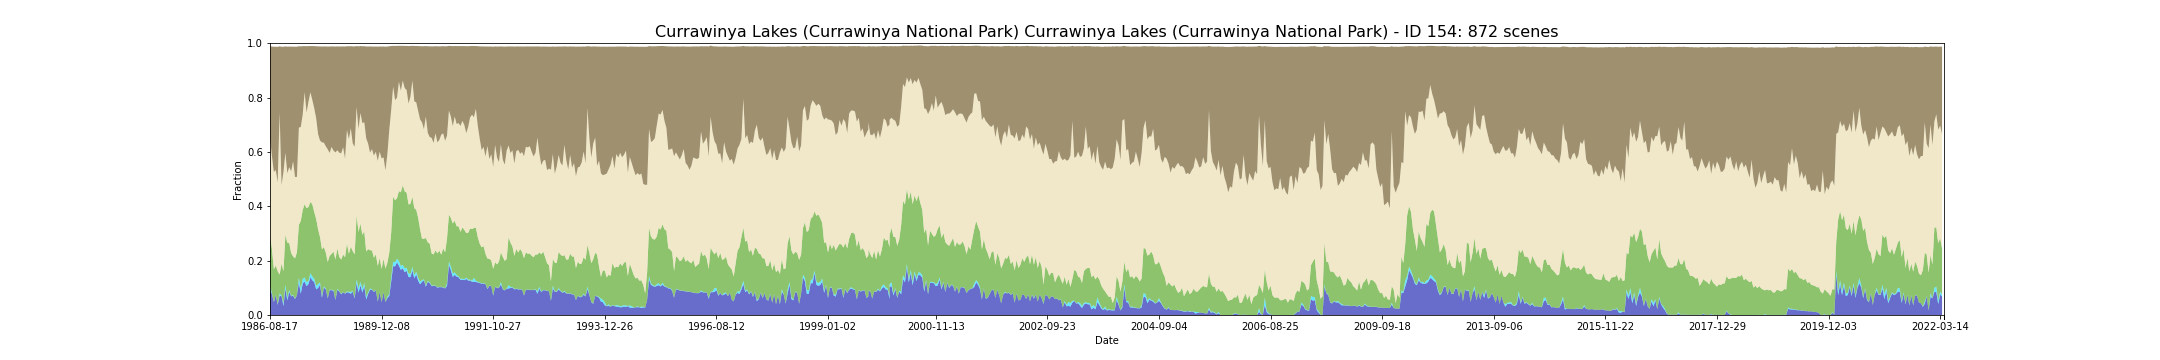 Currawinya Lakes (Currawinya National Park) Currawinya Lakes (Currawinya National Park) - ID 154: 872 scenes
1.0
0.8
0.6
0.4
0.2
0.0
Fraction
1986-08-17 1989-12-08 1991-10-27 1993-12-26 1996-08-12 1999-01-02 2000-11-13 2002-09-23 2004-09-04 2006-08-25 2009-09-18 2013-09-06 2015-11-22 2017-12-29 2019-12-03 2022-03-14
Date